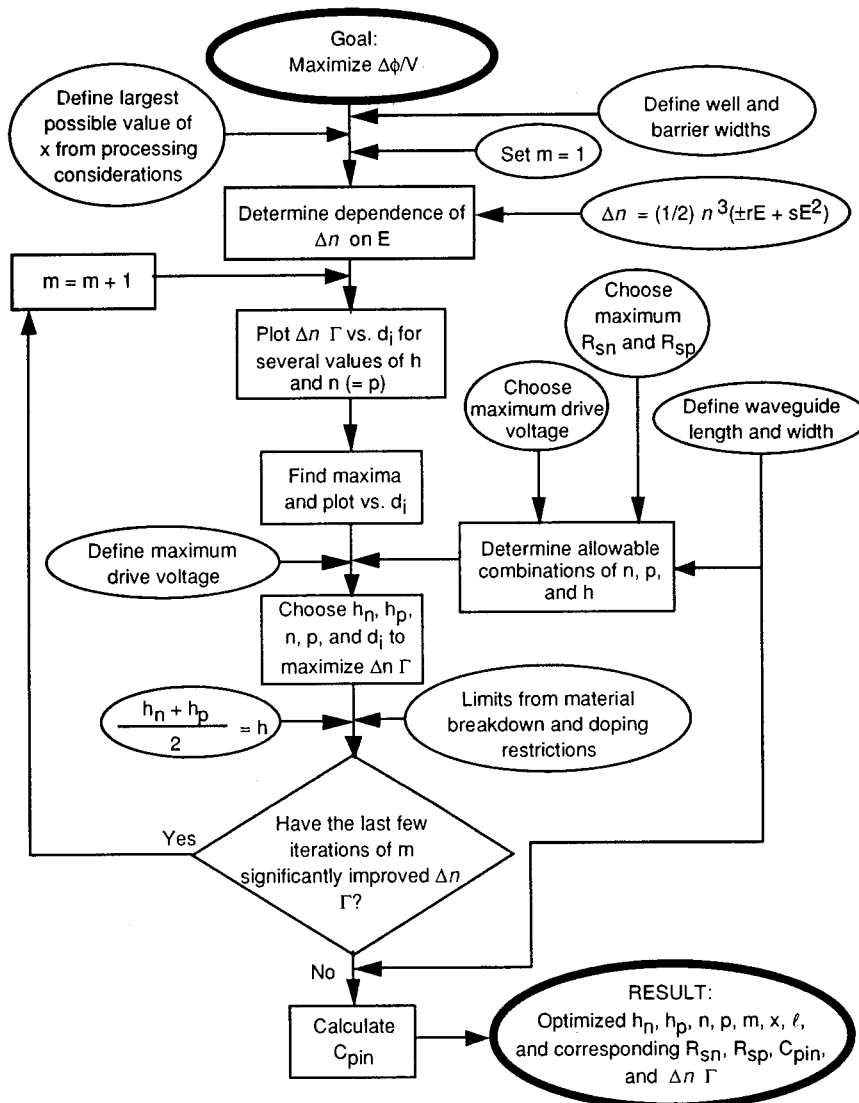 Goal:
Maximize Δϕ/V
Define largest
possible value of
x from processing
considerations
Define well and
barrier widths
Set m = 1
Determine dependence of
Δn on E
Δn = (1/2) n³(±rE + sE²)
m = m + 1
Plot Δn Γ vs. dᵢ for
several values of h
and n (= p)
Choose
maximum
Rsn and Rsp
Choose
maximum drive
voltage
Define waveguide
length and width
Find maxima
and plot vs. dᵢ
Define maximum
drive voltage
Determine allowable
combinations of n, p,
and h
Choose hn, hp,
n, p, and dᵢ to
maximize Δn Γ
hn + hp
2
= h
Limits from material
breakdown and doping
restrictions
Yes
Have the last few
iterations of m
significantly improved Δn
Γ?
No
Calculate
Cpin
RESULT:
Optimized hn, hp, n, p, m, x, ℓ,
and corresponding Rsn, Rsp, Cpin,
and Δn Γ